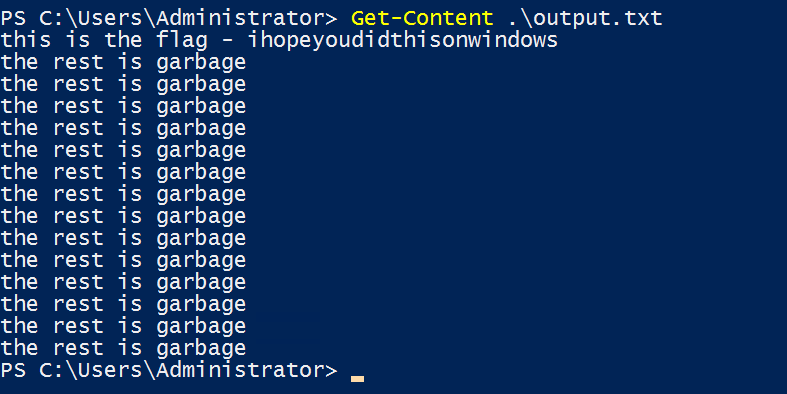 PS C:\Users\Administrator> Get-Content .\output.txt
this is the flag - ihopeyoudidthisonwindows
the rest is garbage
the rest is garbage
the rest is garbage
the rest is garbage
the rest is garbage
the rest is garbage
the rest is garbage
the rest is garbage
the rest is garbage
the rest is garbage
the rest is garbage
the rest is garbage
the rest is garbage
the rest is garbage
PS C:\Users\Administrator>